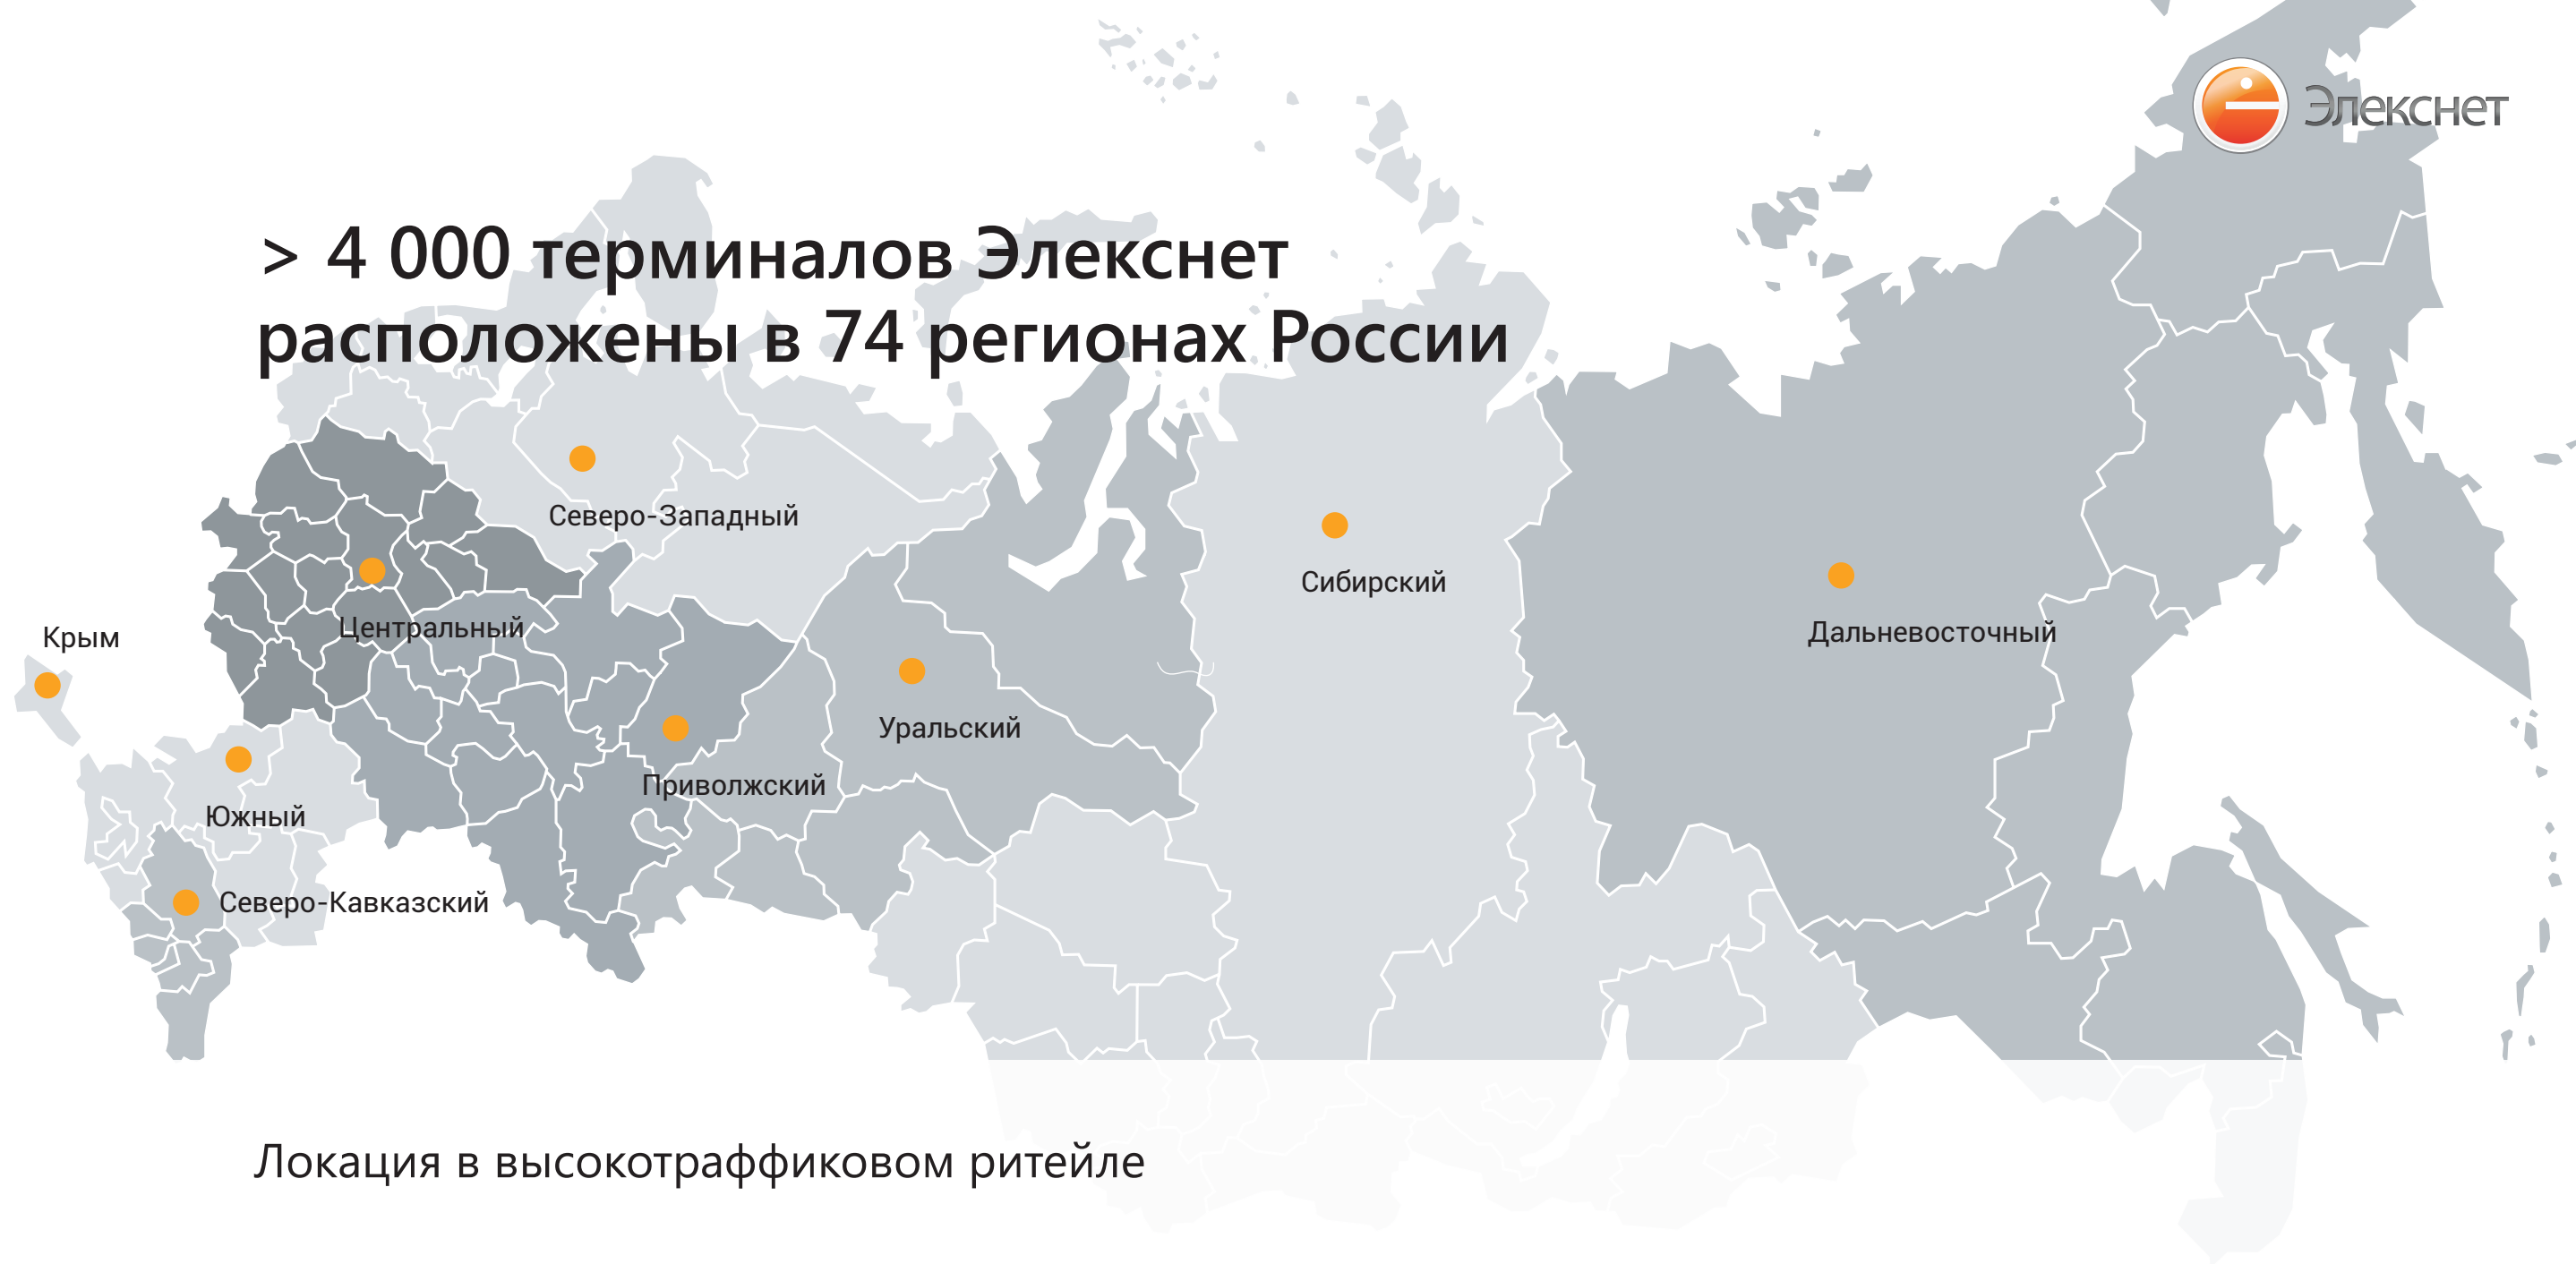 Элекснет
> 4 000 терминалов Элекснет
расположены в 74 регионах России
Северо-Западный
Сибирский
Центральный
Дальневосточный
Крым
Уральский
Приволжский
Южный
Северо-Кавказский
Локация в высокотраффиковом ритейле